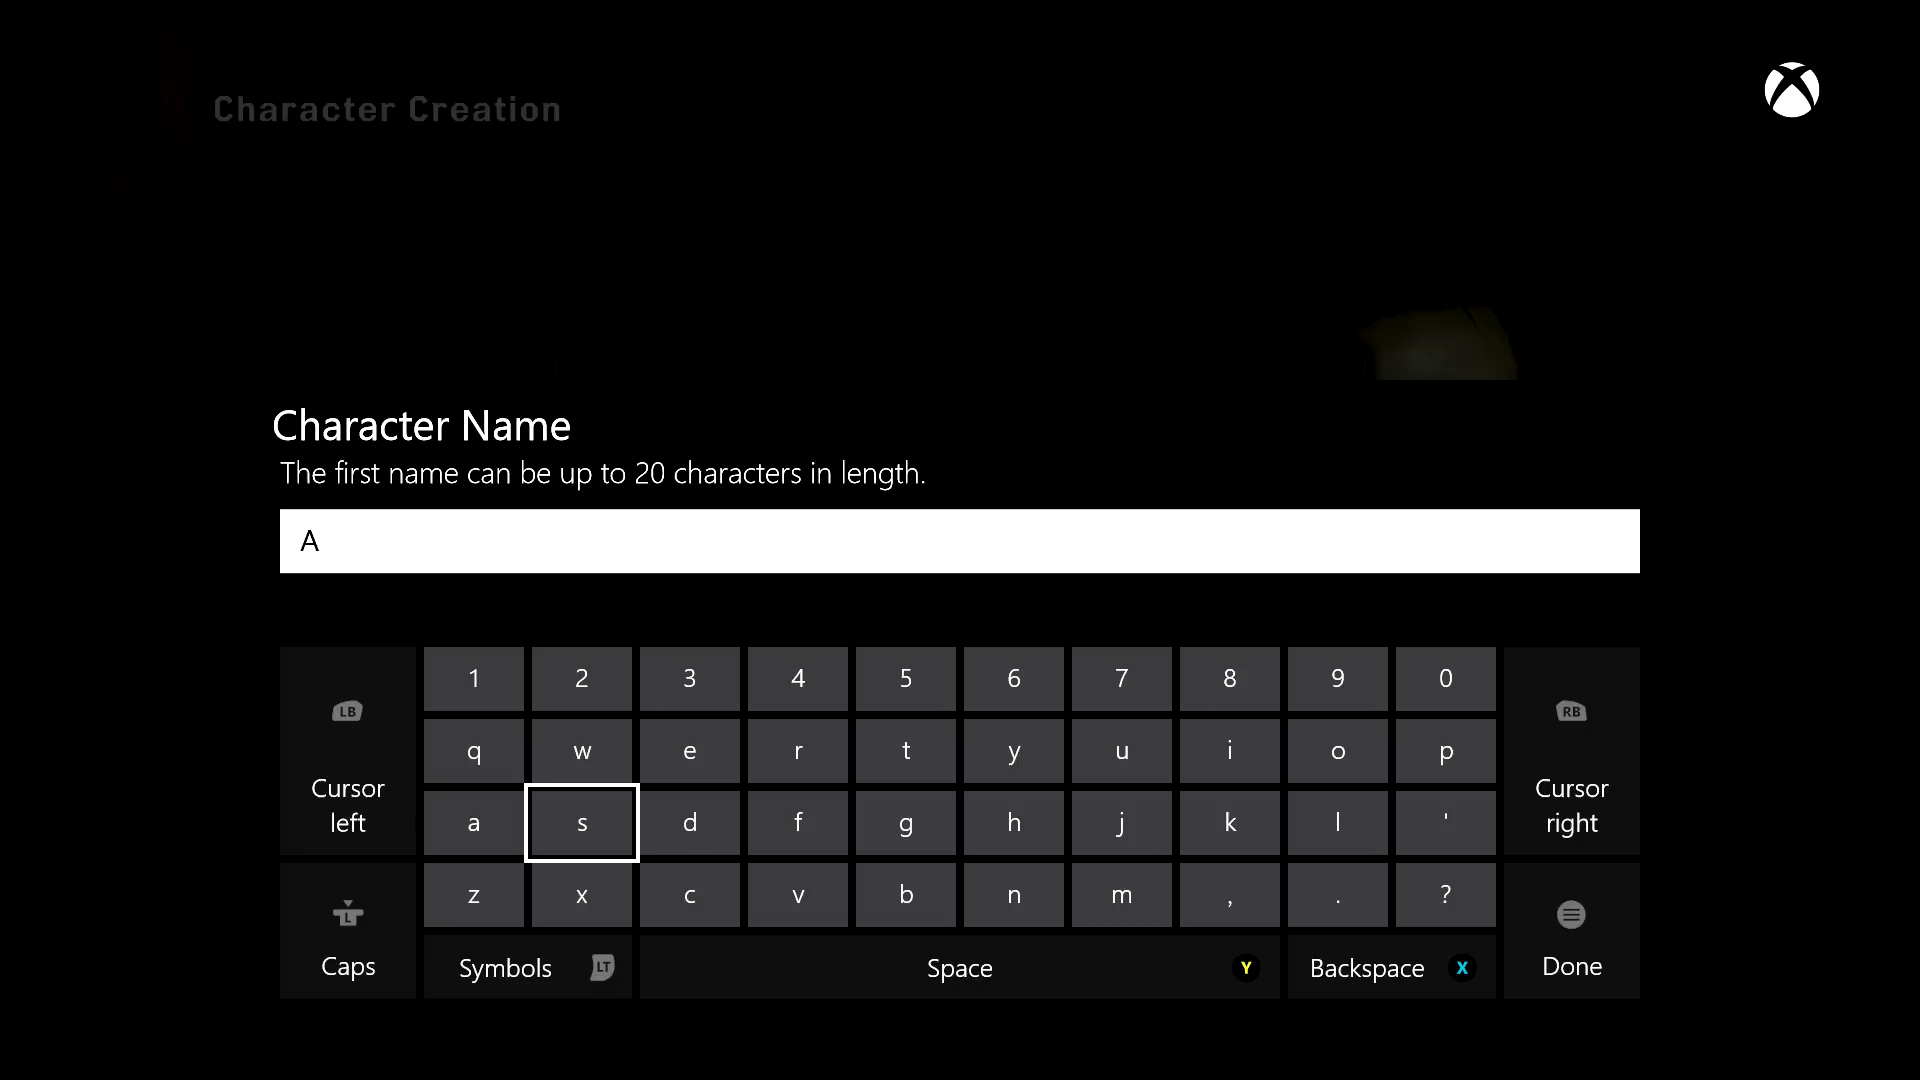 Character Creation
Character Name
The first name can be up to 20 characters in length.
A
1 2 3 4 5 6 7 8 9 0
LB RB
q w e r t y u i o p
Cursor left
Cursor right
a s d f g h j k l '
z x c v b n m , . ?
L
Caps
Symbols LT
Space Y
Backspace X
Done